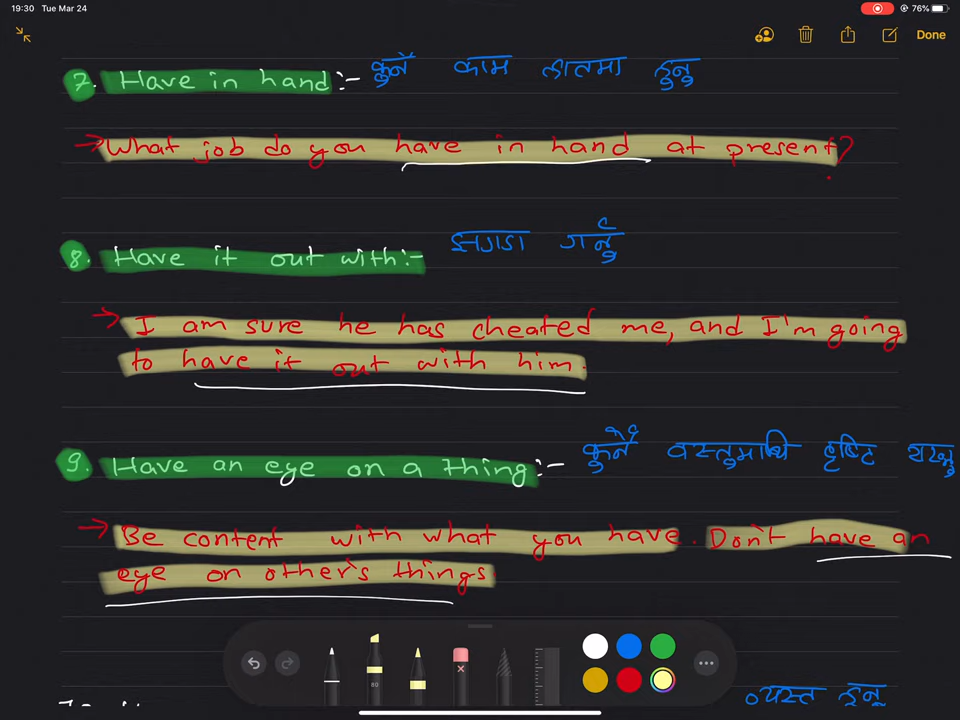 19:30 Tue Mar 24 76%
Done
7. Have in hand :- कुनै काम हातमा हुनु
→ What job do you have in hand at present?
8. Have it out with:- झगडा गर्नु
→ I am sure he has cheated me, and I'm going
to have it out with him.
9. Have an eye on a thing:- कुनै वस्तुमाथि दृष्टि
→ Be content with what you have. Don't have an
eye on other's things.
80
व्यस्त हुनु